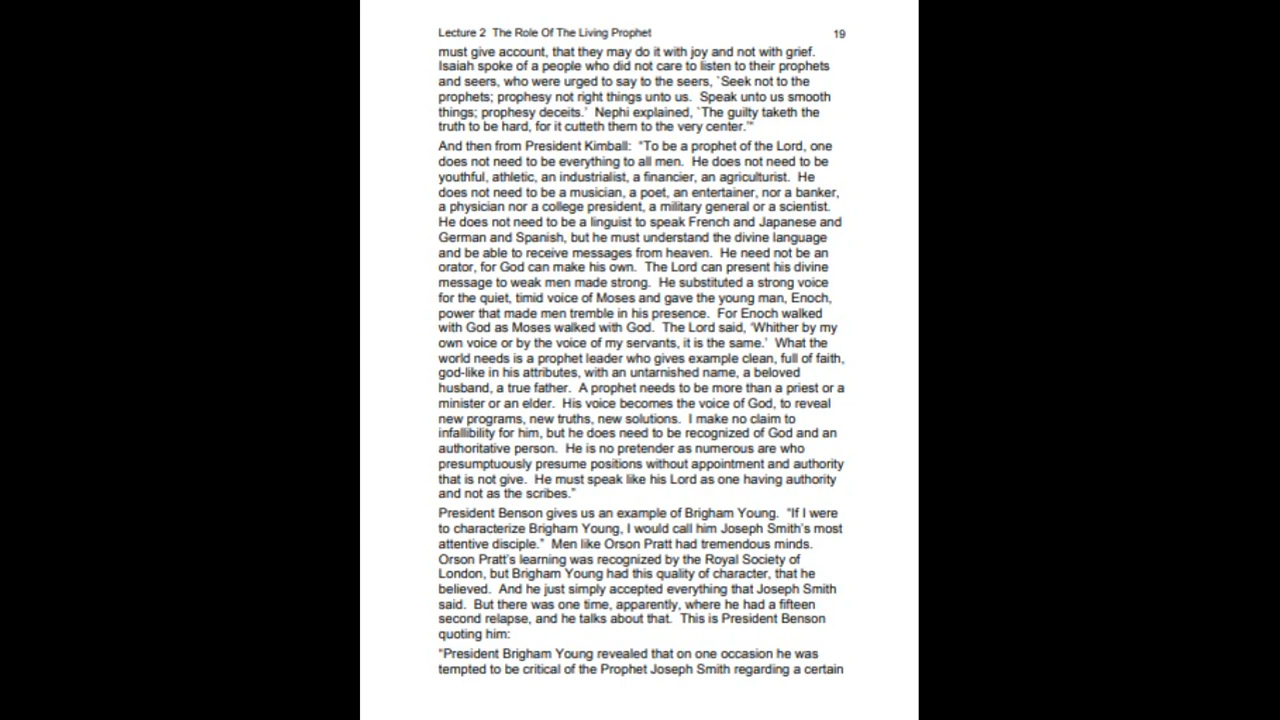 Lecture 2  The Role Of The Living Prophet 19
must give account, that they may do it with joy and not with grief.
Isaiah spoke of a people who did not care to listen to their prophets
and seers, who were urged to say to the seers, `Seek not to the
prophets; prophesy not right things unto us.  Speak unto us smooth
things; prophesy deceits.'  Nephi explained, `The guilty taketh the
truth to be hard, for it cutteth them to the very center.'"
And then from President Kimball:  "To be a prophet of the Lord, one
does not need to be everything to all men.  He does not need to be
youthful, athletic, an industrialist, a financier, an agriculturist.  He
does not need to be a musician, a poet, an entertainer, nor a banker,
a physician nor a college president, a military general or a scientist.
He does not need to be a linguist to speak French and Japanese and
German and Spanish, but he must understand the divine language
and be able to receive messages from heaven.  He need not be an
orator, for God can make his own.  The Lord can present his divine
message to weak men made strong.  He substituted a strong voice
for the quiet, timid voice of Moses and gave the young man, Enoch,
power that made men tremble in his presence.  For Enoch walked
with God as Moses walked with God.  The Lord said, 'Whither by my
own voice or by the voice of my servants, it is the same.'  What the
world needs is a prophet leader who gives example clean, full of faith,
god-like in his attributes, with an untarnished name, a beloved
husband, a true father.  A prophet needs to be more than a priest or a
minister or an elder.  His voice becomes the voice of God, to reveal
new programs, new truths, new solutions.  I make no claim to
infallibility for him, but he does need to be recognized of God and an
authoritative person.  He is no pretender as numerous are who
presumptuously presume positions without appointment and authority
that is not give.  He must speak like his Lord as one having authority
and not as the scribes."
President Benson gives us an example of Brigham Young.  "If I were
to characterize Brigham Young, I would call him Joseph Smith's most
attentive disciple."  Men like Orson Pratt had tremendous minds.
Orson Pratt's learning was recognized by the Royal Society of
London, but Brigham Young had this quality of character, that he
believed.  And he just simply accepted everything that Joseph Smith
said.  But there was one time, apparently, where he had a fifteen
second relapse, and he talks about that.  This is President Benson
quoting him:
"President Brigham Young revealed that on one occasion he was
tempted to be critical of the Prophet Joseph Smith regarding a certain